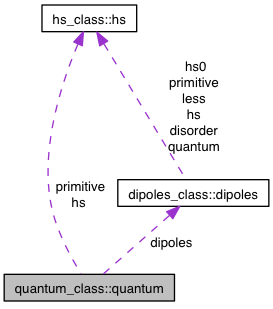 hs_class::hs
hs0
primitive
less
hs
disorder
quantum
primitive
hs
dipoles_class::dipoles
dipoles
quantum_class::quantum